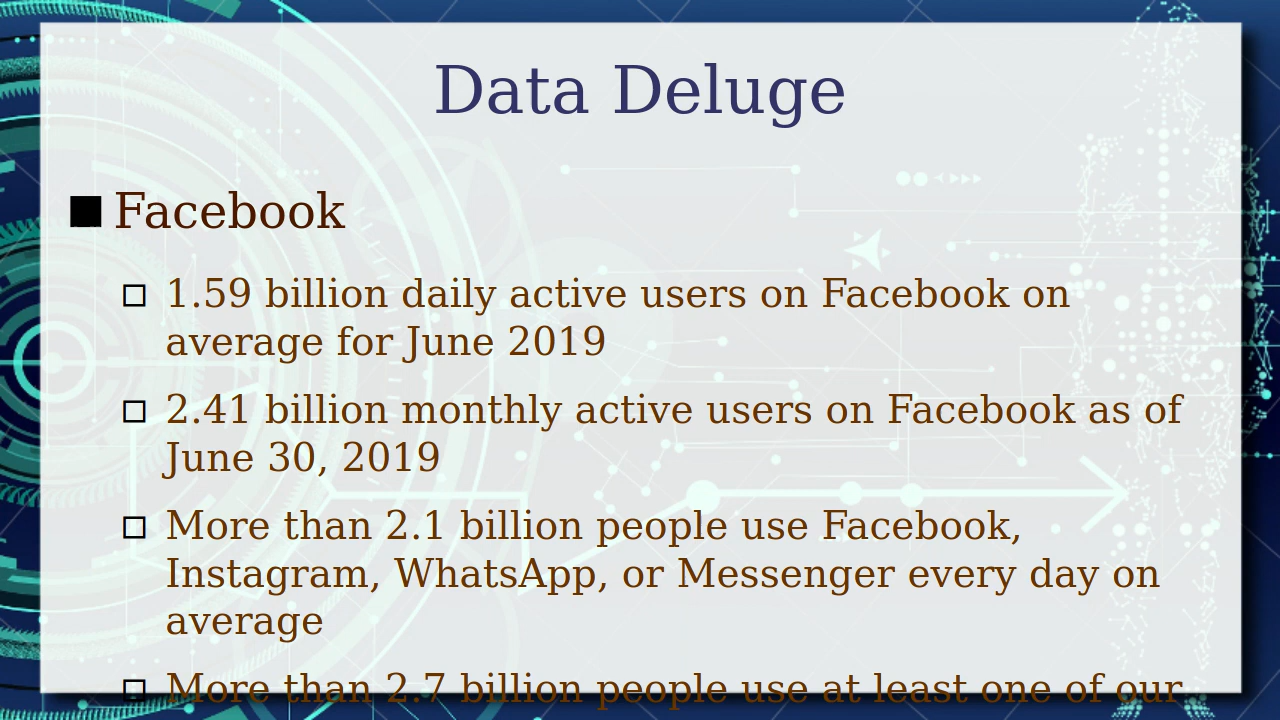 Data Deluge
Facebook
1.59 billion daily active users on Facebook on
average for June 2019
2.41 billion monthly active users on Facebook as of
June 30, 2019
More than 2.1 billion people use Facebook,
Instagram, WhatsApp, or Messenger every day on
average
More than 2.7 billion people use at least one of our